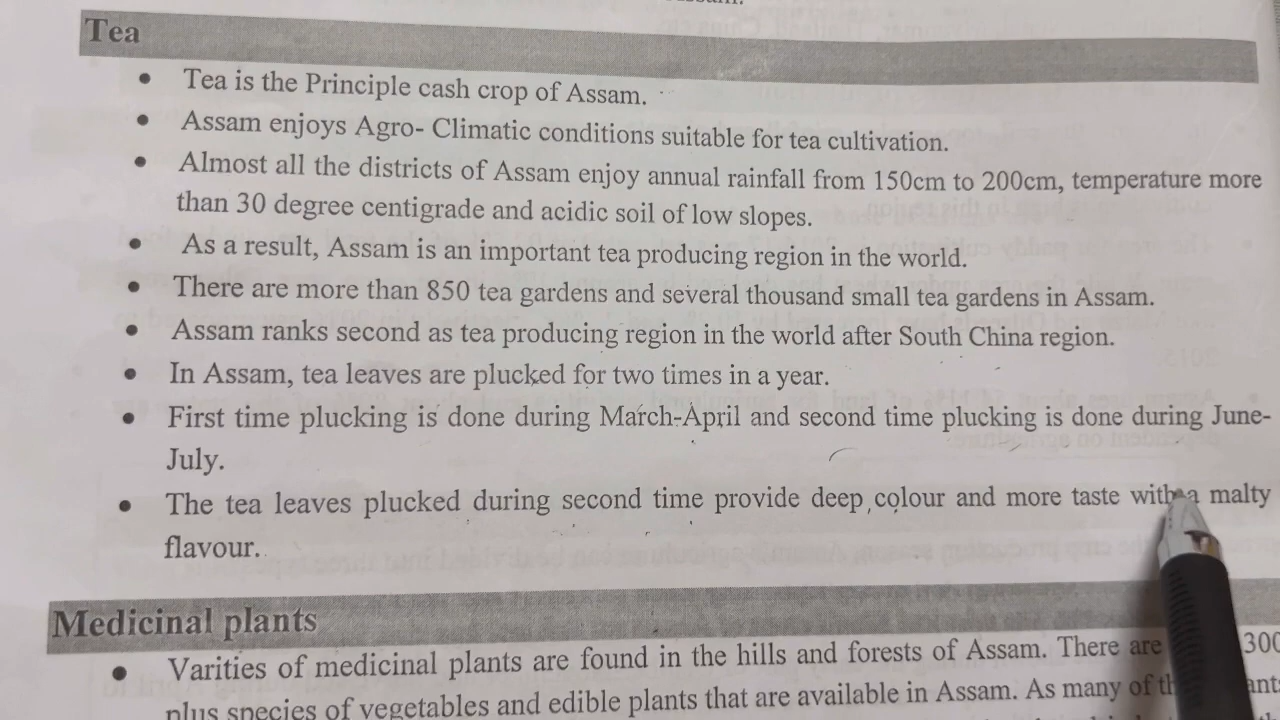 Tea
• Tea is the Principle cash crop of Assam.
• Assam enjoys Agro- Climatic conditions suitable for tea cultivation.
• Almost all the districts of Assam enjoy annual rainfall from 150cm to 200cm, temperature more
than 30 degree centigrade and acidic soil of low slopes.
• As a result, Assam is an important tea producing region in the world.
• There are more than 850 tea gardens and several thousand small tea gardens in Assam.
• Assam ranks second as tea producing region in the world after South China region.
• In Assam, tea leaves are plucked for two times in a year.
• First time plucking is done during March-April and second time plucking is done during June-
July.
• The tea leaves plucked during second time provide deep colour and more taste with a malty
flavour.
Medicinal plants
• Varities of medicinal plants are found in the hills and forests of Assam. There are 300
plus species of vegetables and edible plants that are available in Assam. As many of